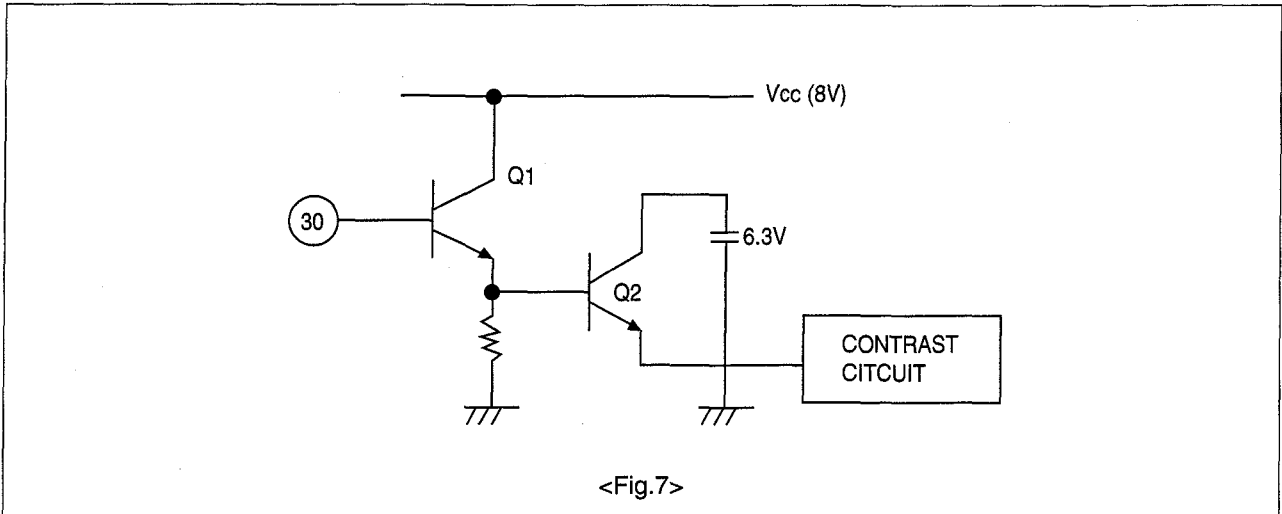 Vcc (8V)
Q1
30
6.3V
Q2
CONTRAST
CITCUIT
<Fig.7>